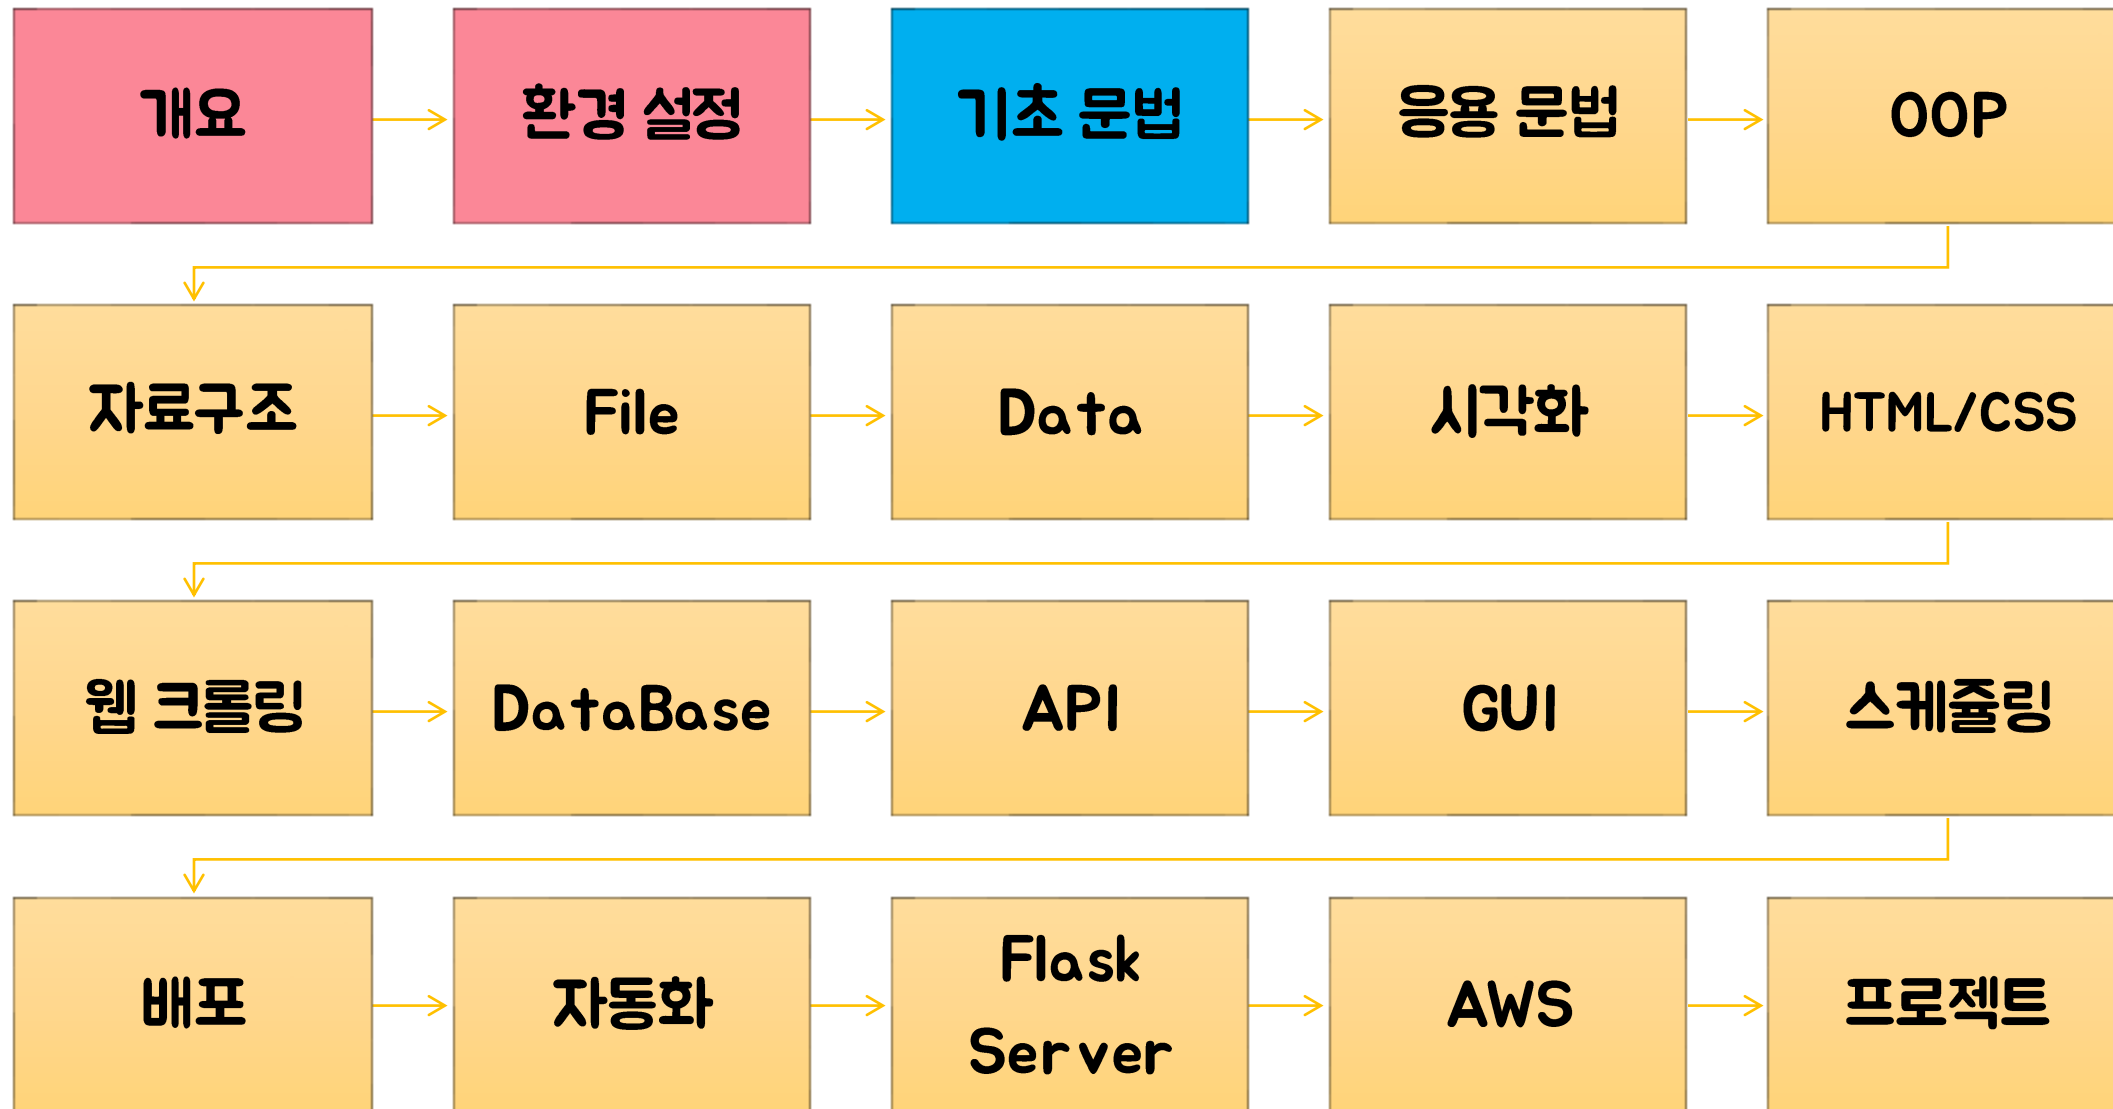 개요
환경 설정
기초 문법
응용 문법
OOP
자료구조
File
Data
시각화
HTML/CSS
웹 크롤링
DataBase
API
GUI
스케쥴링
배포
자동화
Flask
Server
AWS
프로젝트